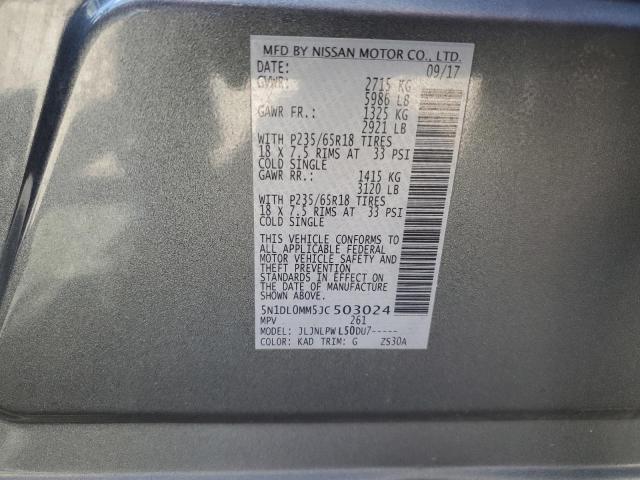 MFD BY NISSAN MOTOR CO., LTD.
DATE: 09/17
GVWR: 2715 KG
5986 LB
GAWR FR.: 1325 KG
2921 LB
WITH P235/65R18 TIRES
18 X 7.5 RIMS AT 33 PSI
COLD SINGLE
GAWR RR.: 1415 KG
3120 LB
WITH P235/65R18 TIRES
18 X 7.5 RIMS AT 33 PSI
COLD SINGLE
THIS VEHICLE CONFORMS TO
ALL APPLICABLE FEDERAL
MOTOR VEHICLE SAFETY AND
THEFT PREVENTION
STANDARDS IN EFFECT ON
THE DATE OF MANUFACTURE
SHOWN ABOVE.
5N1DL0MM5JC503024
MPV 261
MODEL: JLJNLPWL50DU7-----
COLOR: KAD TRIM: G ZS30A